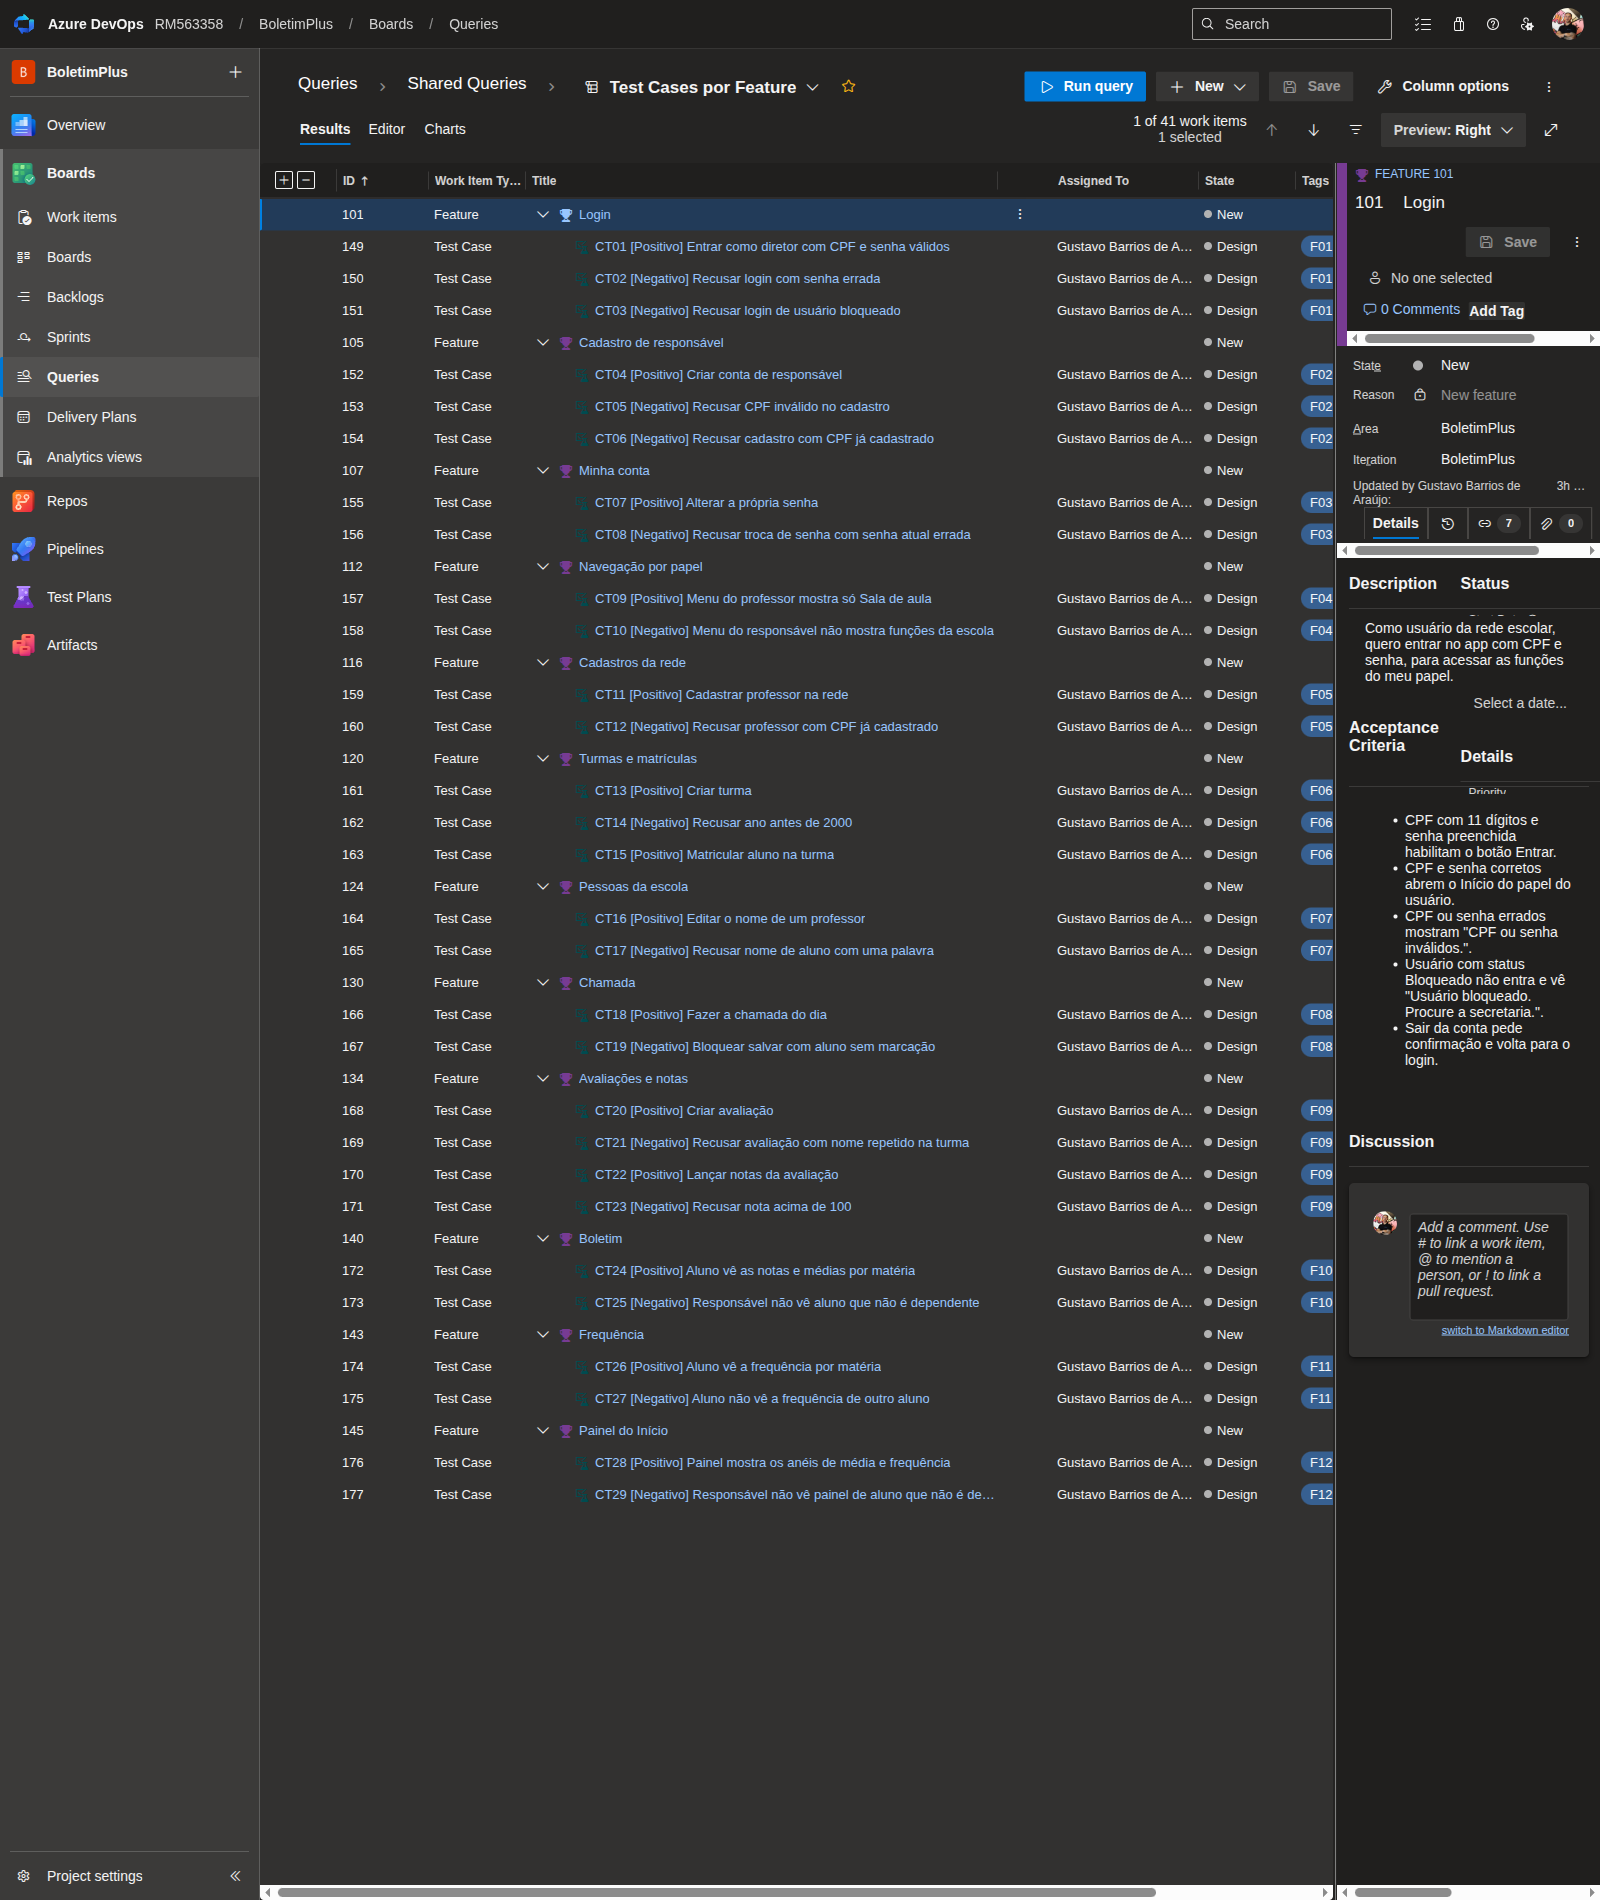 Azure DevOps RM563358 / BoletimPlus / Boards / Queries
Search
B BoletimPlus
Overview
Boards
Work items
Boards
Backlogs
Sprints
Queries
Delivery Plans
Analytics views
Repos
Pipelines
Test Plans
Artifacts
Project settings
Queries > Shared Queries > Test Cases per Feature
Run query New Save Column options
Results Editor Charts
1 of 41 work items
1 selected
Preview: Right
ID Work Item Ty... Title Assigned To State Tags
101 Feature Login New
149 Test Case CT01 [Positivo] Entrar como diretor com CPF e senha válidos Gustavo Barrios de A... Design F01
150 Test Case CT02 [Negativo] Recusar login com senha errada Gustavo Barrios de A... Design F01
151 Test Case CT03 [Negativo] Recusar login de usuário bloqueado Gustavo Barrios de A... Design F01
105 Feature Cadastro de responsável New
152 Test Case CT04 [Positivo] Criar conta de responsável Gustavo Barrios de A... Design F02
153 Test Case CT05 [Negativo] Recusar CPF inválido no cadastro Gustavo Barrios de A... Design F02
154 Test Case CT06 [Negativo] Recusar cadastro com CPF já cadastrado Gustavo Barrios de A... Design F02
107 Feature Minha conta New
155 Test Case CT07 [Positivo] Alterar a própria senha Gustavo Barrios de A... Design F03
156 Test Case CT08 [Negativo] Recusar troca de senha com senha atual errada Gustavo Barrios de A... Design F03
112 Feature Navegação por papel New
157 Test Case CT09 [Positivo] Menu do professor mostra só Sala de aula Gustavo Barrios de A... Design F04
158 Test Case CT10 [Negativo] Menu do responsável não mostra funções da escola Gustavo Barrios de A... Design F04
116 Feature Cadastros da rede New
159 Test Case CT11 [Positivo] Cadastrar professor na rede Gustavo Barrios de A... Design F05
160 Test Case CT12 [Negativo] Recusar professor com CPF já cadastrado Gustavo Barrios de A... Design F05
120 Feature Turmas e matrículas New
161 Test Case CT13 [Positivo] Criar turma Gustavo Barrios de A... Design F06
162 Test Case CT14 [Negativo] Recusar ano antes de 2000 Gustavo Barrios de A... Design F06
163 Test Case CT15 [Positivo] Matricular aluno na turma Gustavo Barrios de A... Design F06
124 Feature Pessoas da escola New
164 Test Case CT16 [Positivo] Editar o nome de um professor Gustavo Barrios de A... Design F07
165 Test Case CT17 [Negativo] Recusar nome de aluno com uma palavra Gustavo Barrios de A... Design F07
130 Feature Chamada New
166 Test Case CT18 [Positivo] Fazer a chamada do dia Gustavo Barrios de A... Design F08
167 Test Case CT19 [Negativo] Bloquear salvar com aluno sem marcação Gustavo Barrios de A... Design F08
134 Feature Avaliações e notas New
168 Test Case CT20 [Positivo] Criar avaliação Gustavo Barrios de A... Design F09
169 Test Case CT21 [Negativo] Recusar avaliação com nome repetido na turma Gustavo Barrios de A... Design F09
170 Test Case CT22 [Positivo] Lançar notas da avaliação Gustavo Barrios de A... Design F09
171 Test Case CT23 [Negativo] Recusar nota acima de 100 Gustavo Barrios de A... Design F09
140 Feature Boletim New
172 Test Case CT24 [Positivo] Aluno vê as notas e médias por matéria Gustavo Barrios de A... Design F10
173 Test Case CT25 [Negativo] Responsável não vê aluno que não é dependente Gustavo Barrios de A... Design F10
143 Feature Frequência New
174 Test Case CT26 [Positivo] Aluno vê a frequência por matéria Gustavo Barrios de A... Design F11
175 Test Case CT27 [Negativo] Aluno não vê a frequência de outro aluno Gustavo Barrios de A... Design F11
145 Feature Painel do Início New
176 Test Case CT28 [Positivo] Painel mostra os anéis de média e frequência Gustavo Barrios de A... Design F12
177 Test Case CT29 [Negativo] Responsável não vê painel de aluno que não é de... Gustavo Barrios de A... Design F12
FEATURE 101
101 Login
Save
No one selected
0 Comments Add Tag
State New
Reason New feature
Area BoletimPlus
Iteration BoletimPlus
Updated by Gustavo Barrios de
Araújo: 3h ...
Details 7 0
Description Status
Como usuário da rede escolar,
quero entrar no app com CPF e
senha, para acessar as funções
do meu papel.
Select a date...
Acceptance
Criteria
Details
Priority
• CPF com 11 dígitos e
senha preenchida
habilitam o botão Entrar.
• CPF e senha corretos
abrem o Início do papel do
usuário.
• CPF ou senha errados
mostram "CPF ou senha
inválidos.".
• Usuário com status
Bloqueado não entra e vê
"Usuário bloqueado.
Procure a secretaria.".
• Sair da conta pede
confirmação e volta para o
login.
Discussion
Add a comment. Use
# to link a work item,
@ to mention a
person, or ! to link a
pull request.
switch to Markdown editor